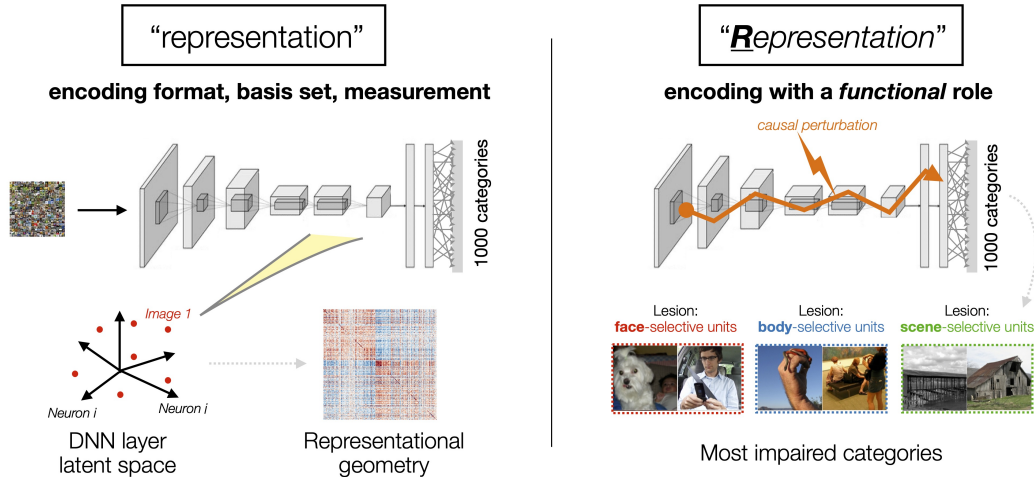 “representation”
encoding format, basis set, measurement
1000 categories
Image 1
Neuron i
Neuron i
DNN layer
latent space
Representational
geometry
“Representation”
encoding with a functional role
causal perturbation
1000 categories
Lesion:
face-selective units
Lesion:
body-selective units
Lesion:
scene-selective units
Most impaired categories